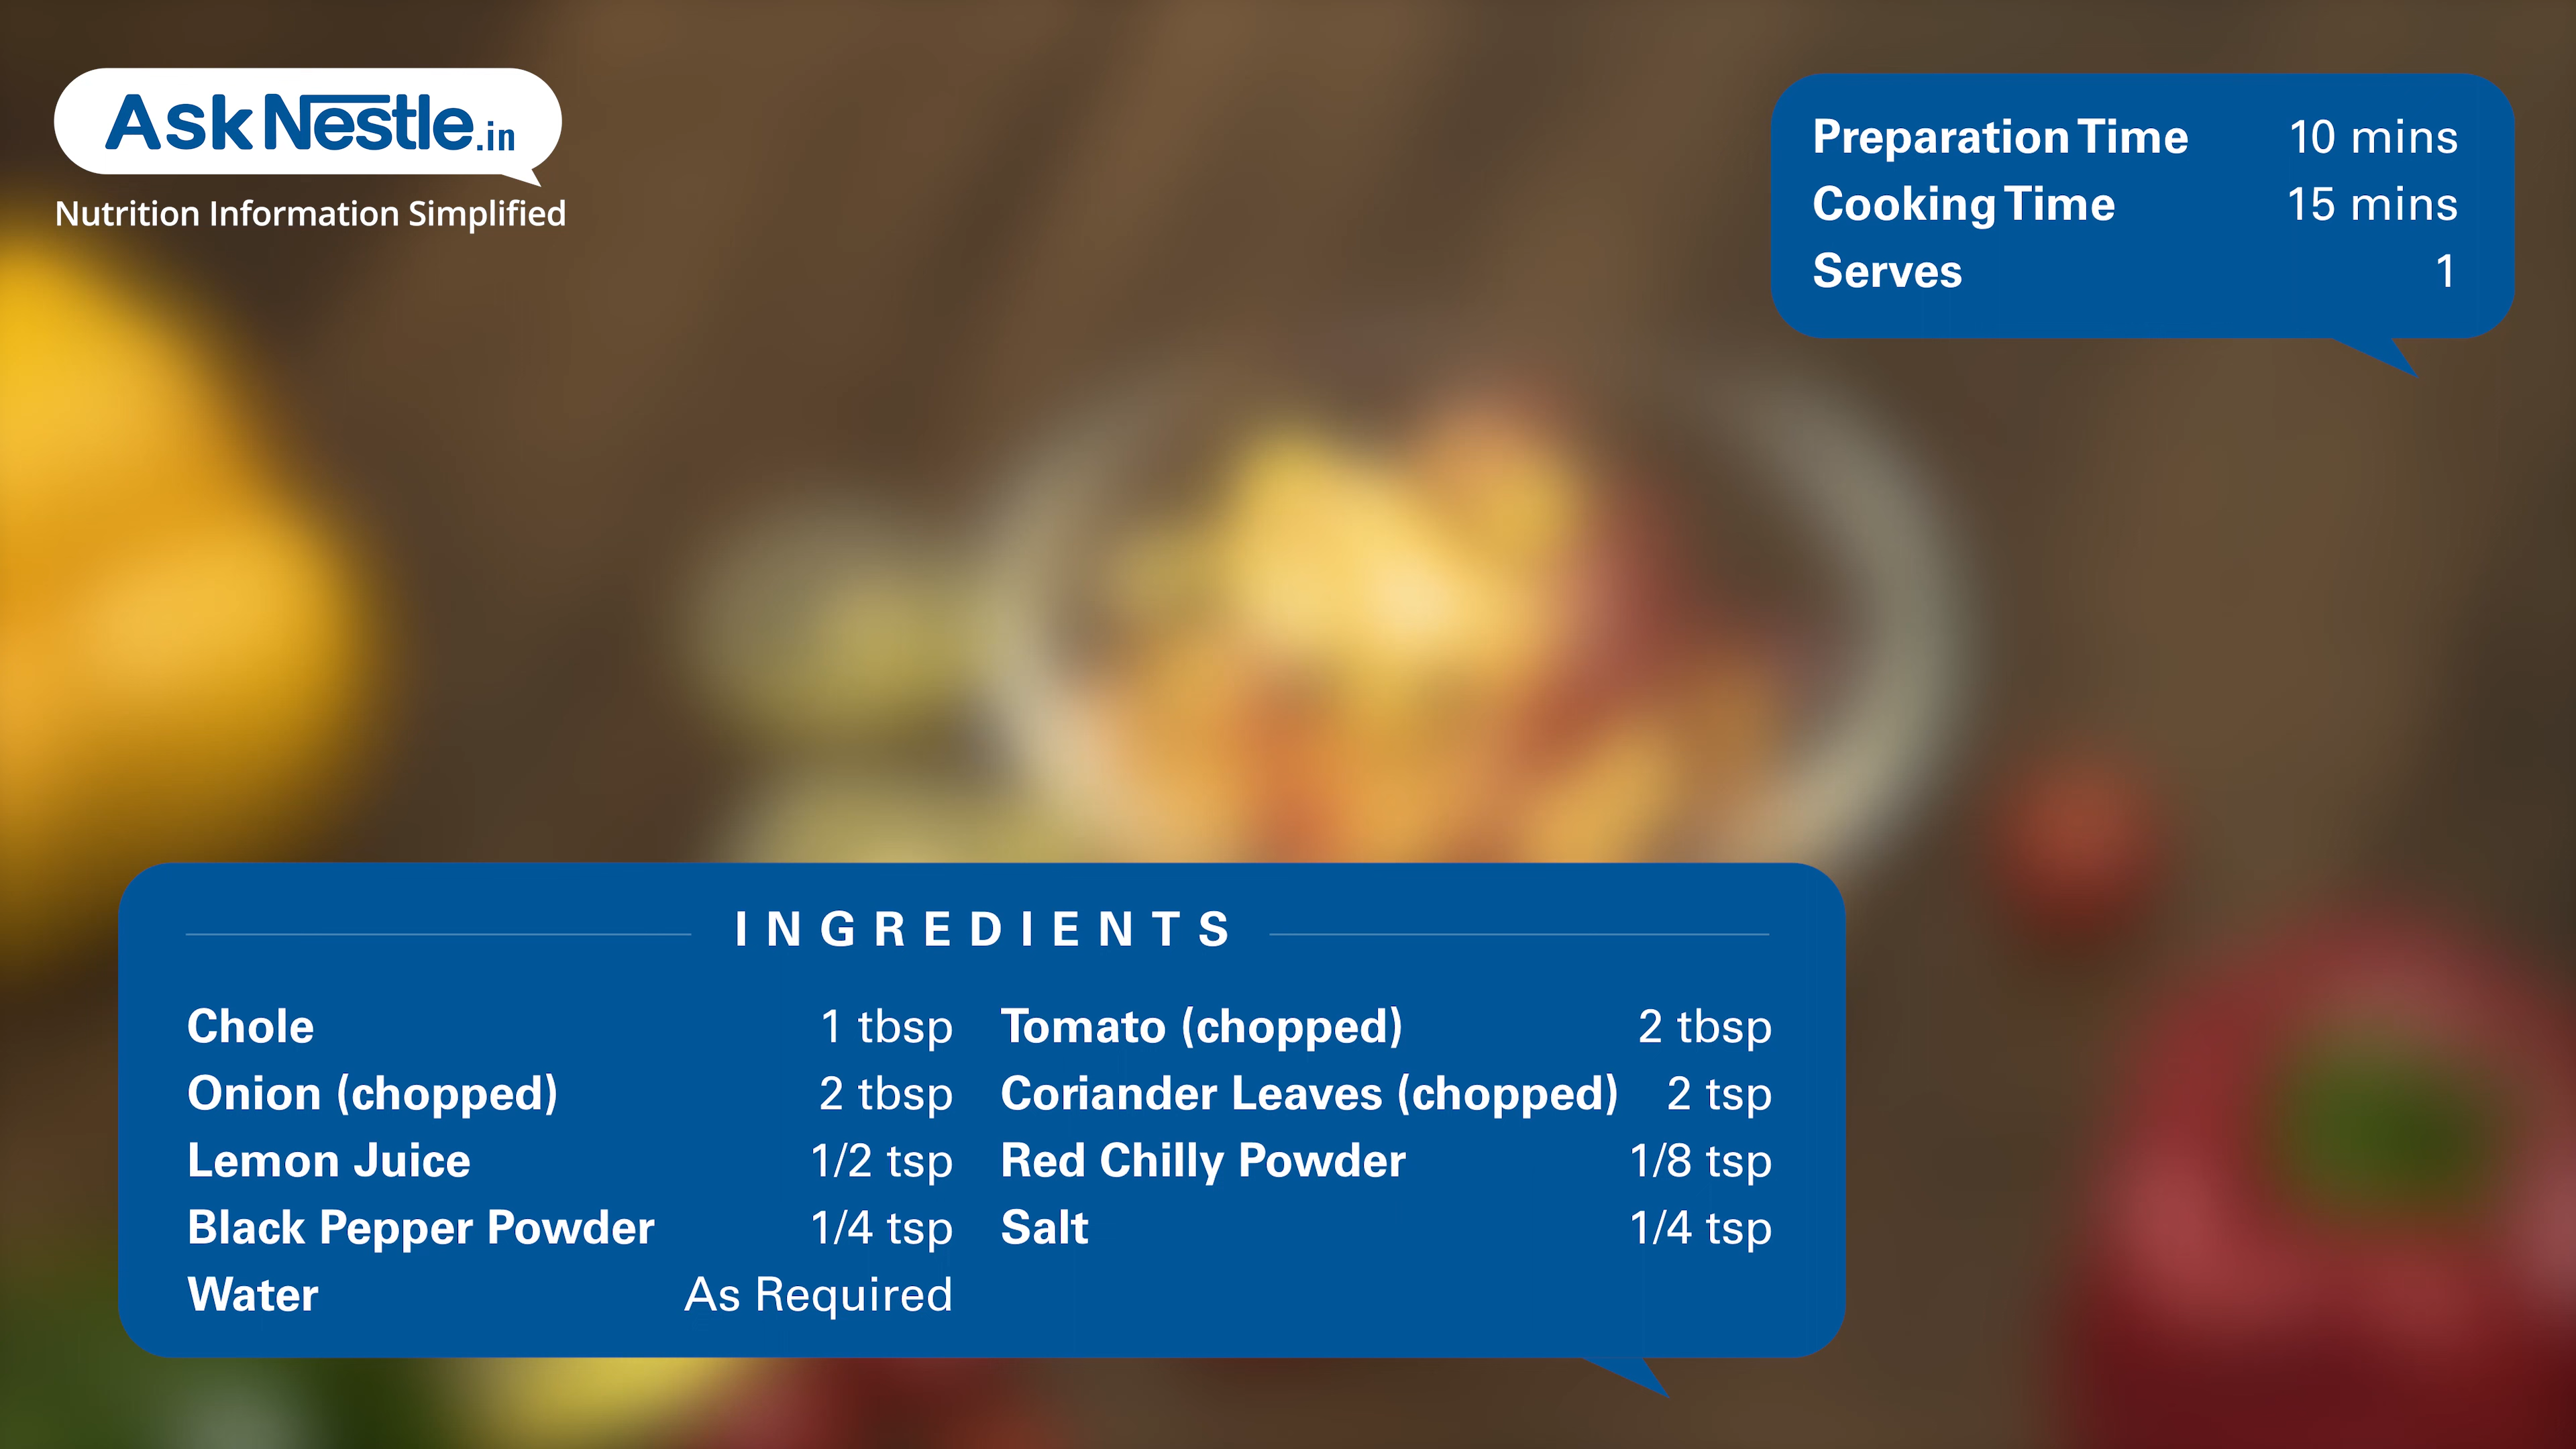 AskNestle.in
Nutrition Information Simplified
Preparation Time 10 mins
Cooking Time 15 mins
Serves 1
INGREDIENTS
Chole 1 tbsp Tomato (chopped) 2 tbsp
Onion (chopped) 2 tbsp Coriander Leaves (chopped) 2 tsp
Lemon Juice 1/2 tsp Red Chilly Powder 1/8 tsp
Black Pepper Powder 1/4 tsp Salt 1/4 tsp
Water As Required